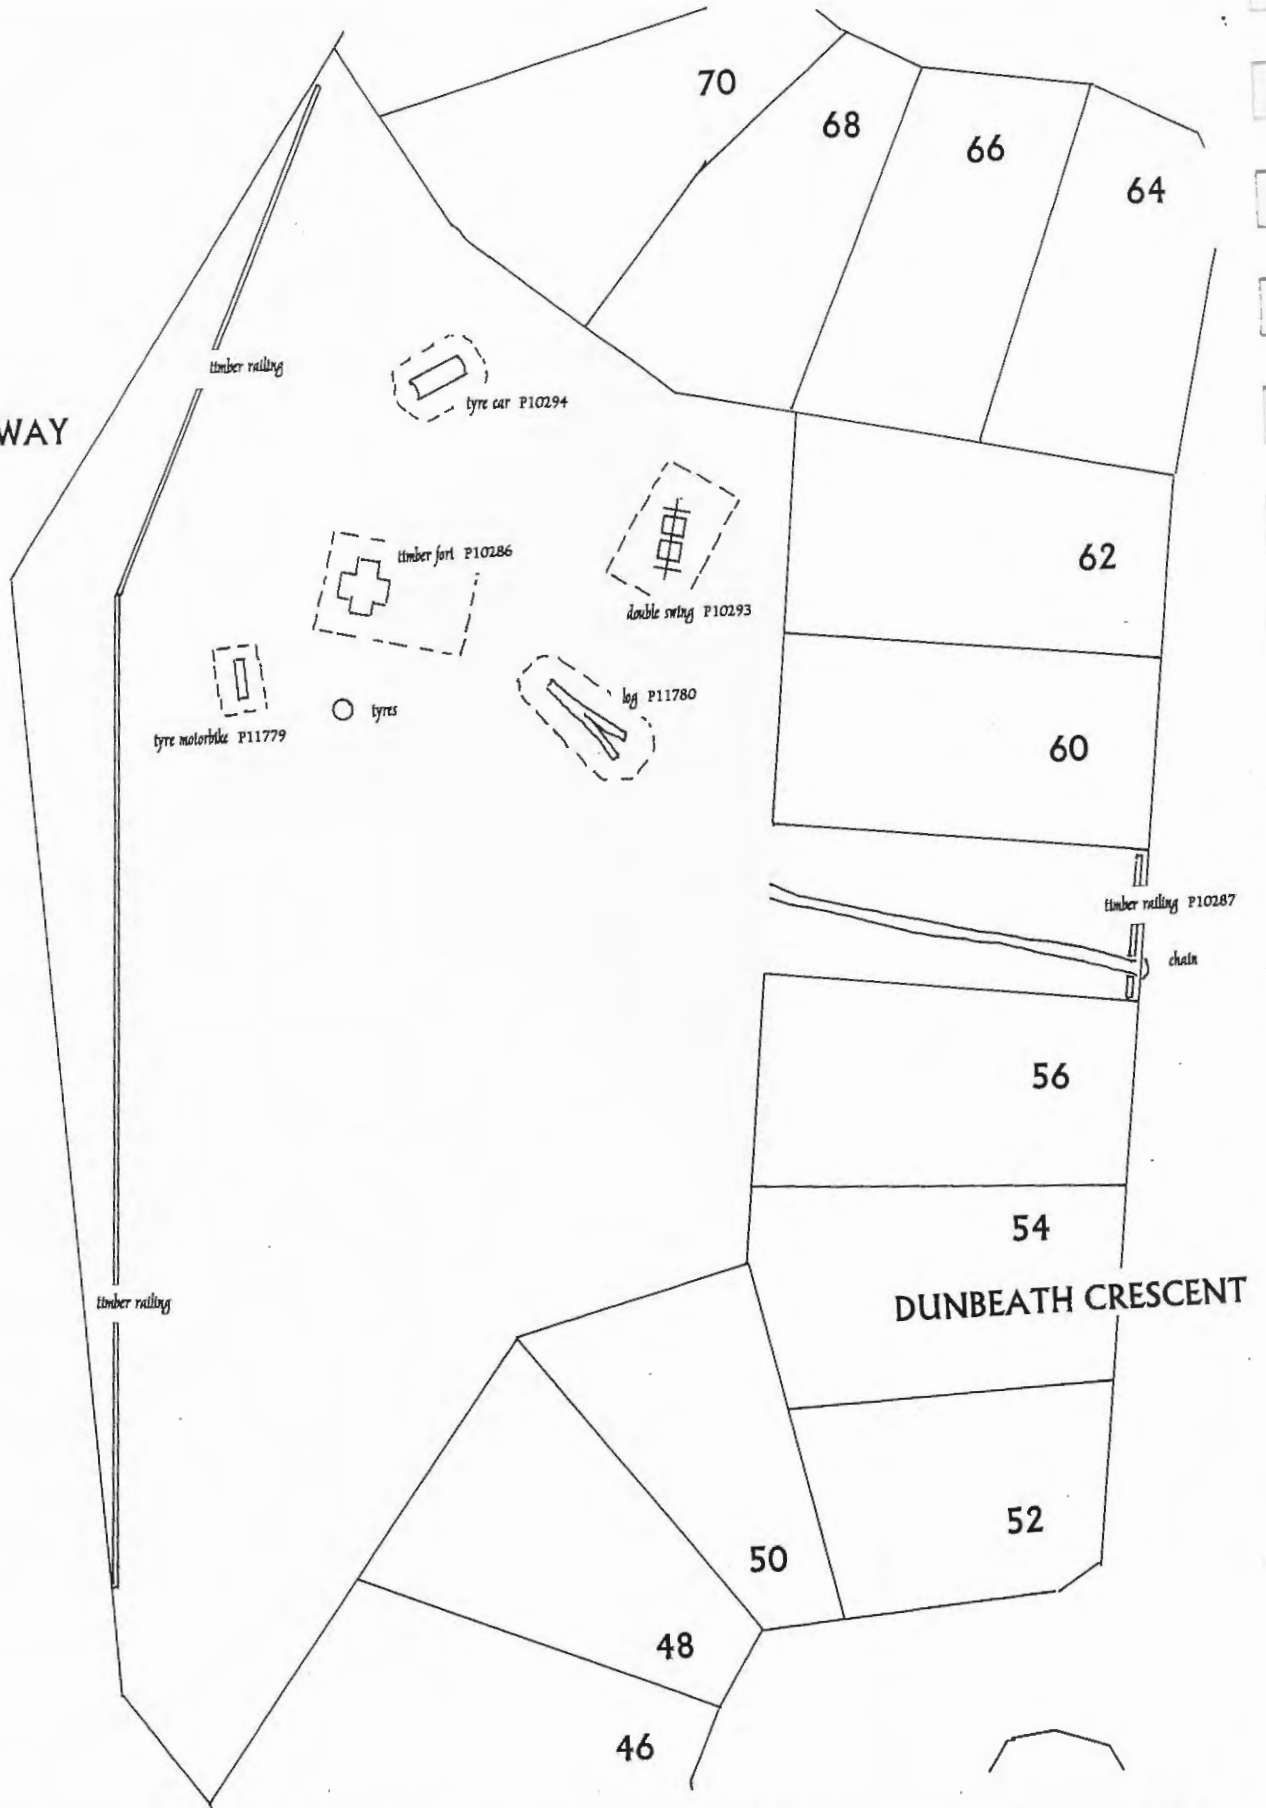 70
68
66
64
timber railing
tyre car P10294
WAY
timber fort P10286
62
double swing P10293
log P11780
tyres
tyre motorbike P11779
60
timber railing P10287
chain
56
54
DUNBEATH CRESCENT
timber railing
52
50
48
46